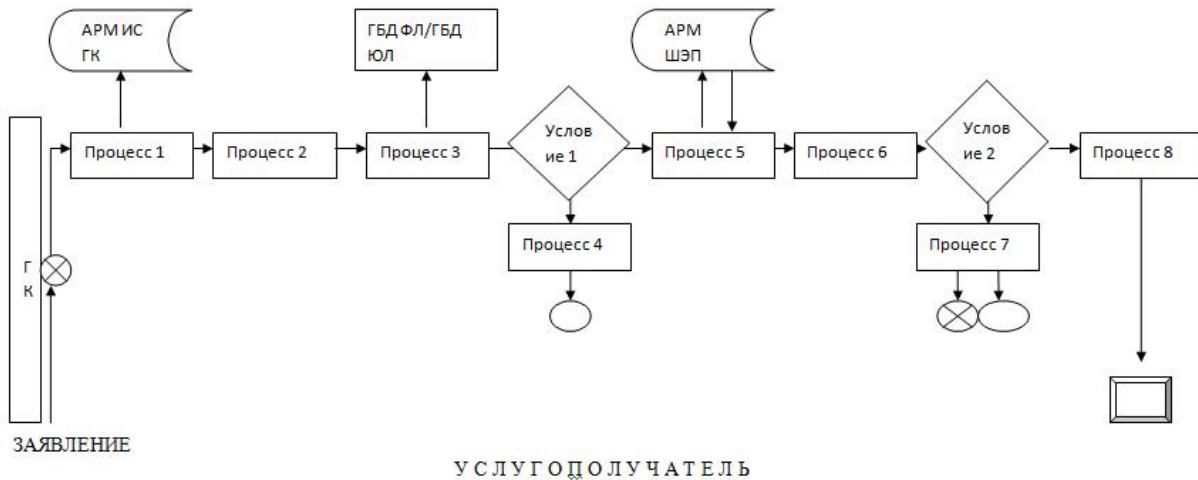 АРМ ИС
ГК
ГБД ФЛ/ГБД
ЮЛ
АРМ
ШЭП
Процесс 1
Процесс 2
Процесс 3
Услов
ие 1
Процесс 5
Процесс 6
Услов
ие 2
Процесс 8
Процесс 4
Процесс 7
Г
К
ЗАЯВЛЕНИЕ
У С Л У Г О П О Л У Ч А Т Е Л Ь